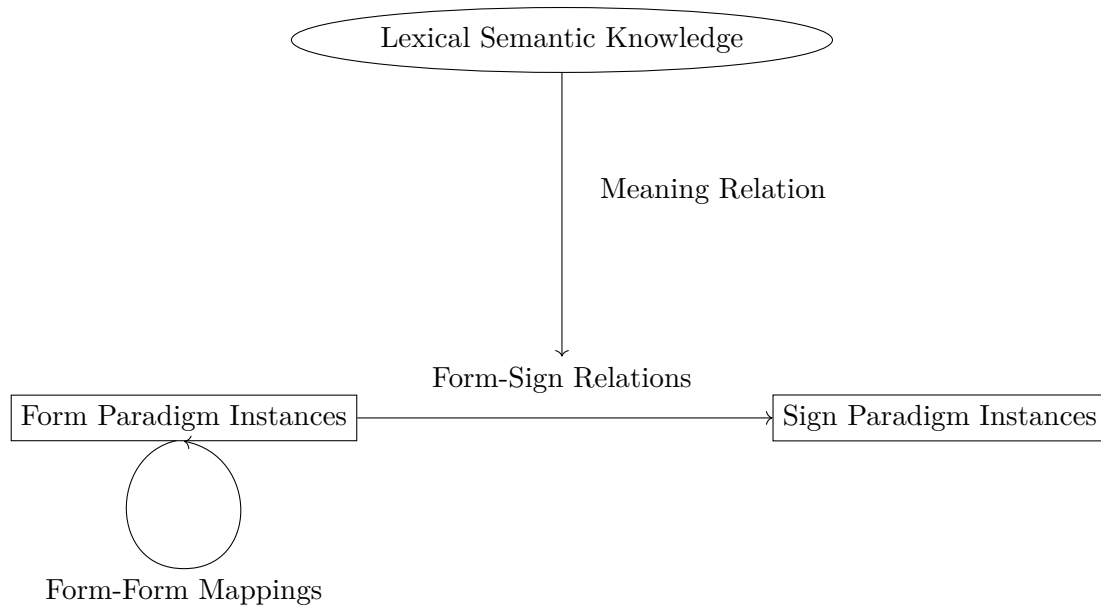 Lexical Semantic Knowledge
Meaning Relation
Form-Sign Relations
Form Paradigm Instances
Sign Paradigm Instances
Form-Form Mappings